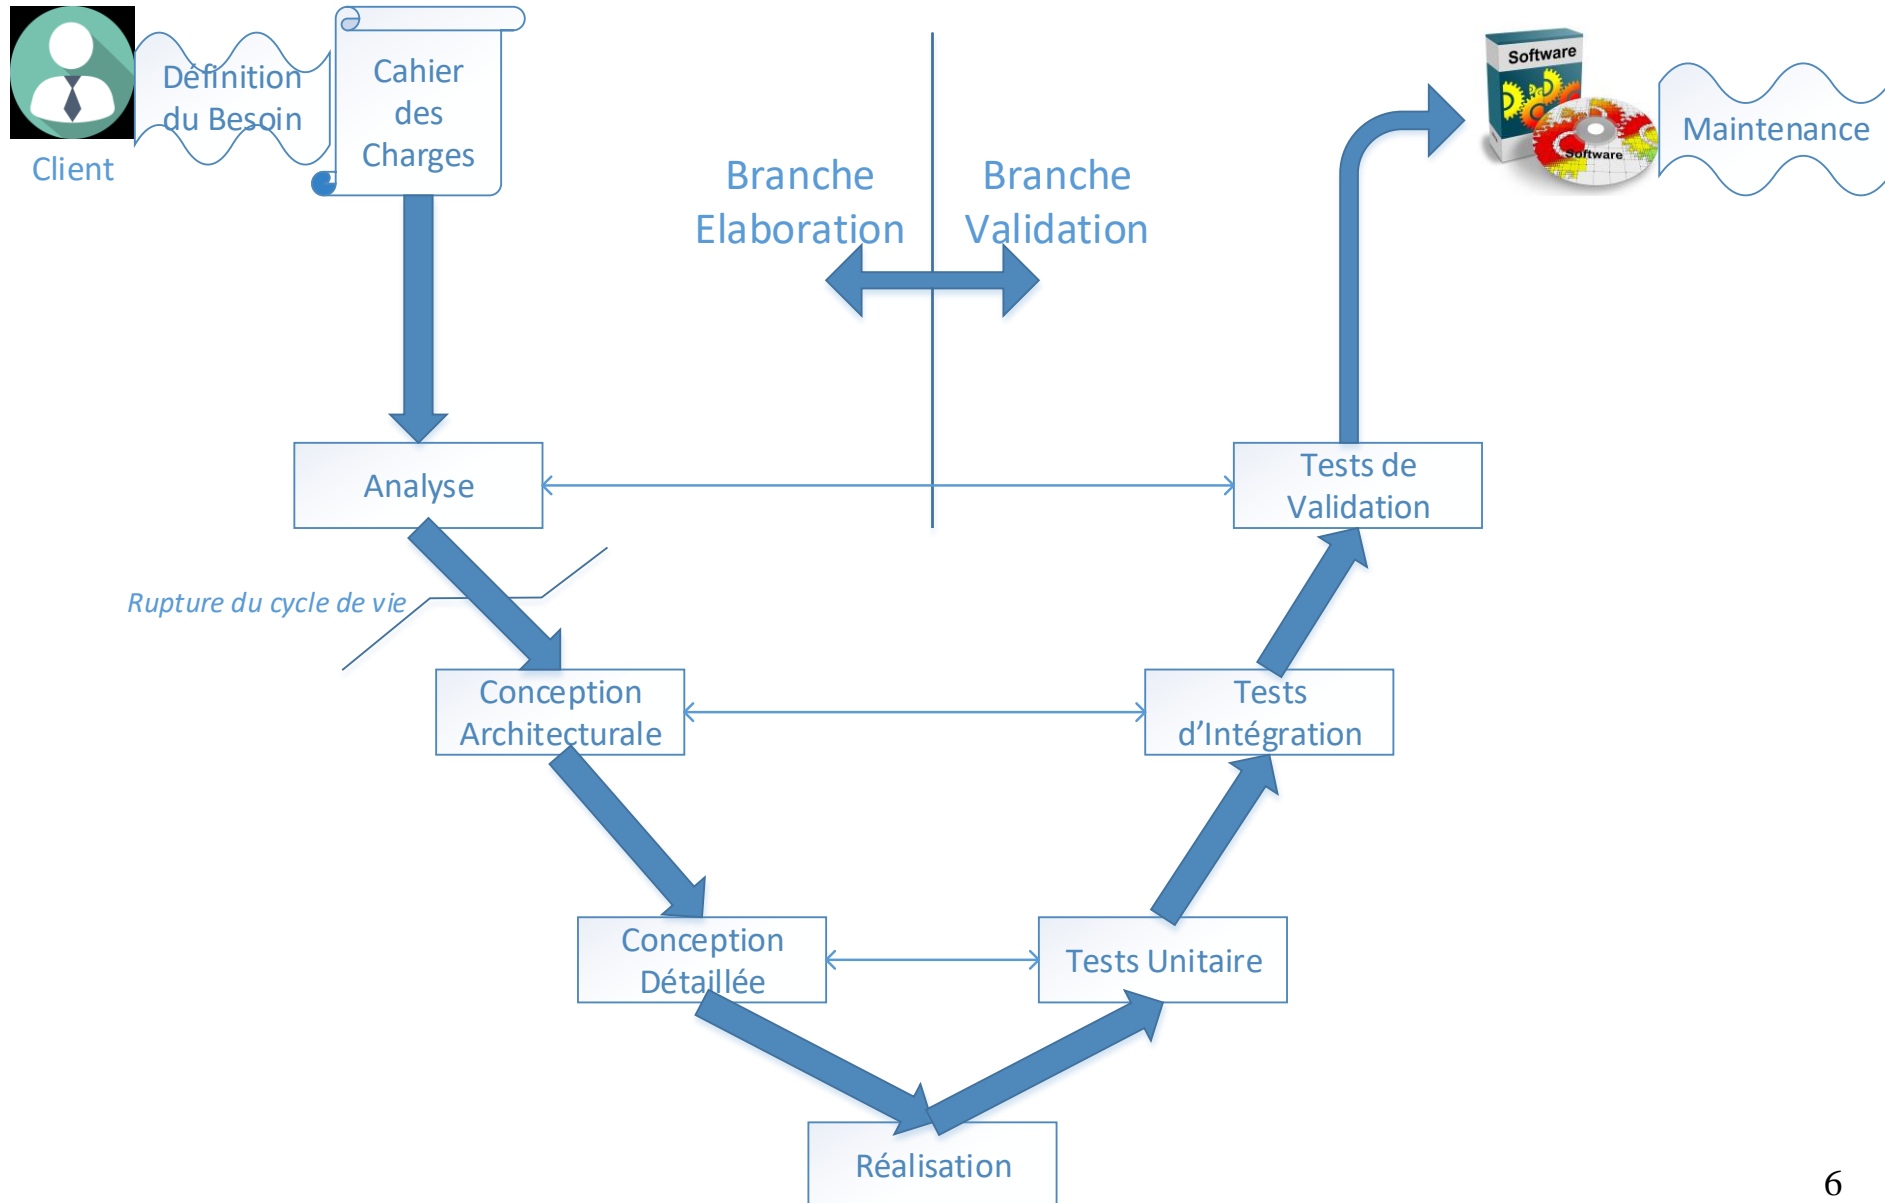 Client
Définition
du Besoin
Cahier
des
Charges
Branche
Elaboration
Branche
Validation
Software
Software
Maintenance
Analyse
Tests de
Validation
Rupture du cycle de vie
Conception
Architecturale
Tests
d’Intégration
Conception
Détaillée
Tests Unitaire
Réalisation
6